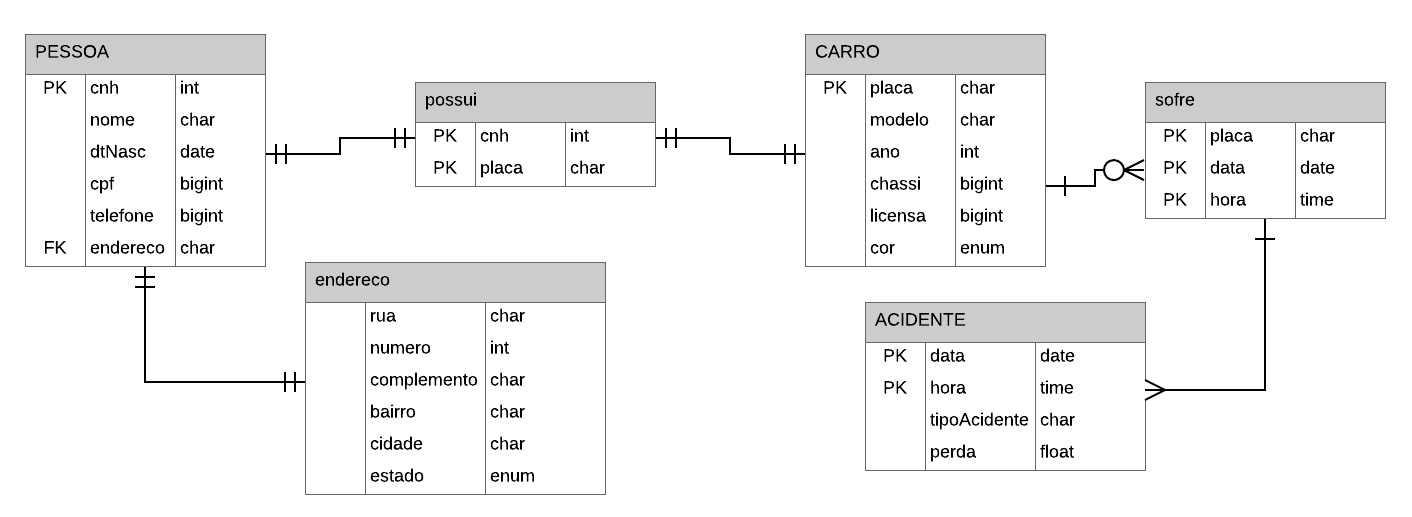 PESSOA
PK cnh int
nome char
dtNasc date
cpf bigint
telefone bigint
FK endereco char
possui
PK cnh int
PK placa char
CARRO
PK placa char
modelo char
ano int
chassi bigint
licensa bigint
cor enum
sofre
PK placa char
PK data date
PK hora time
endereco
rua char
numero int
complemento char
bairro char
cidade char
estado enum
ACIDENTE
PK data date
PK hora time
tipoAcidente char
perda float